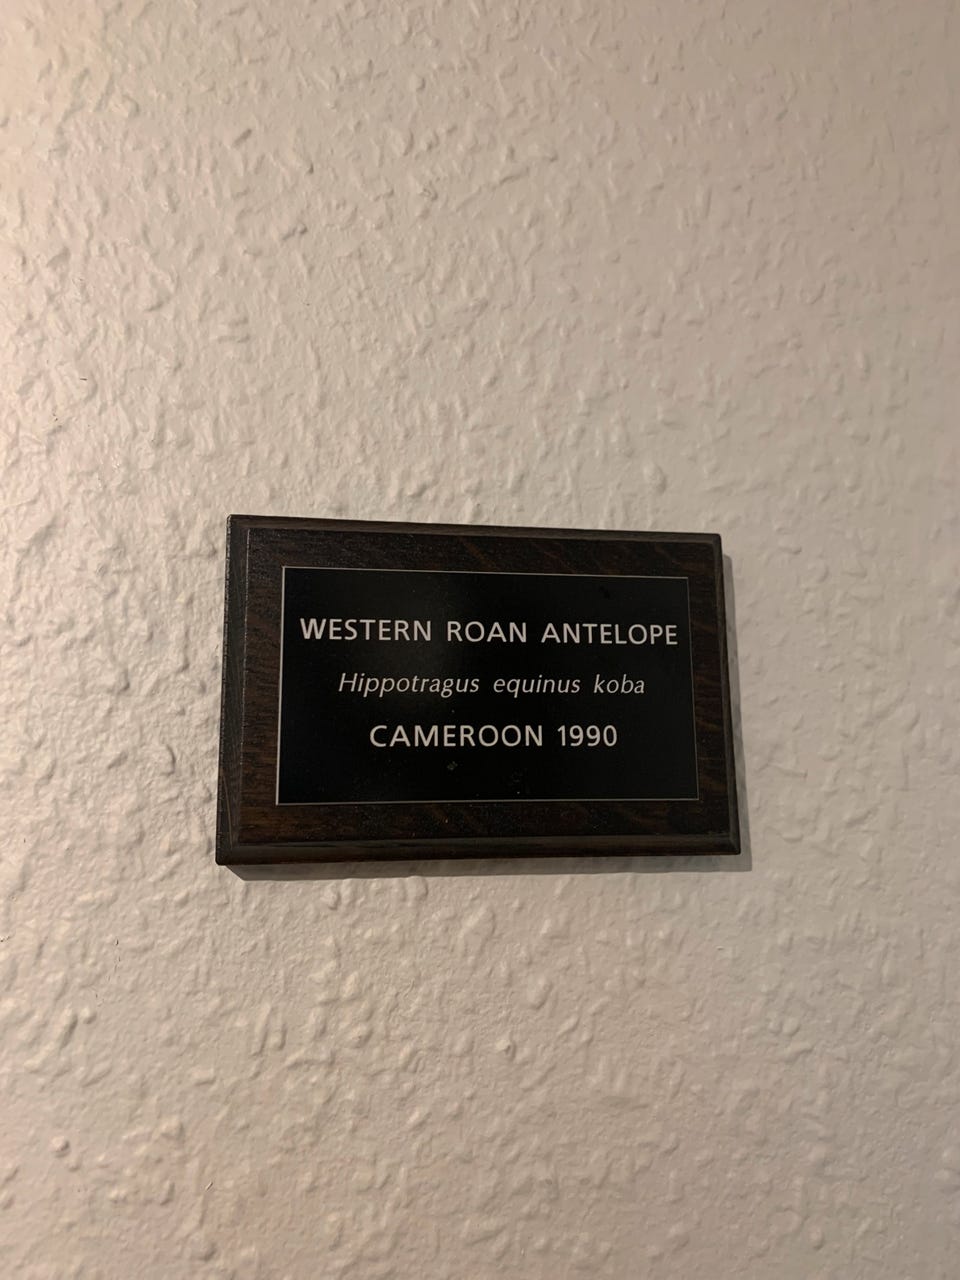 WESTERN ROAN ANTELOPE
Hippotragus equinus koba
CAMEROON 1990